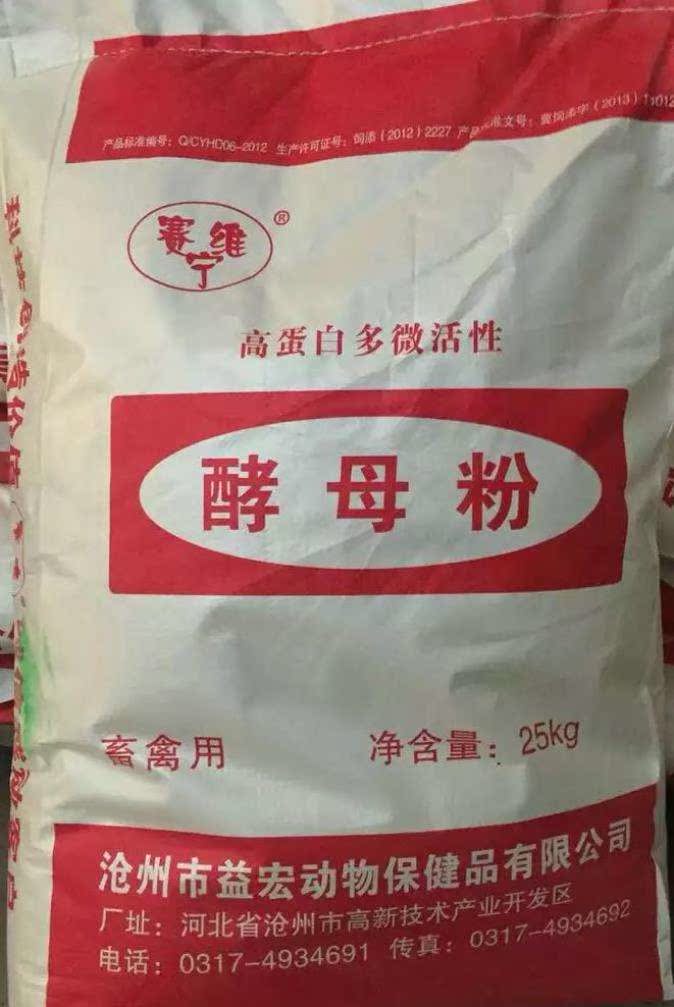 产品标准编号：Q/CYHD06-2012 生产许可证号：饲添（2012）2227
赛维宁®
高蛋白多微活性
酵母粉
畜禽用 净含量：25kg
沧州市益宏动物保健品有限公司
厂址：河北省沧州市高新技术产业开发区
电话：0317-4934691 传真：0317-4934692